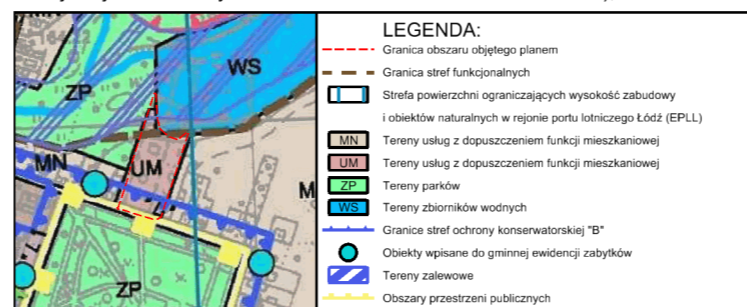 LEGENDA:
Granica obszaru objętego planem
Granica stref funkcjonalnych
Strefa powierzchni ograniczających wysokość zabudowy
i obiektów naturalnych w rejonie portu lotniczego Łódź (EPLL)
MN Tereny usług z dopuszczeniem funkcji mieszkaniowej
UM Tereny usług z dopuszczeniem funkcji mieszkaniowej
ZP Tereny parków
WS Tereny zbiorników wodnych
Granice stref ochrony konserwatorskiej "B"
Obiekty wpisane do gminnej ewidencji zabytków
Tereny zalewowe
Obszary przestrzeni publicznych
WS
ZP
MN
UM
M
ZP